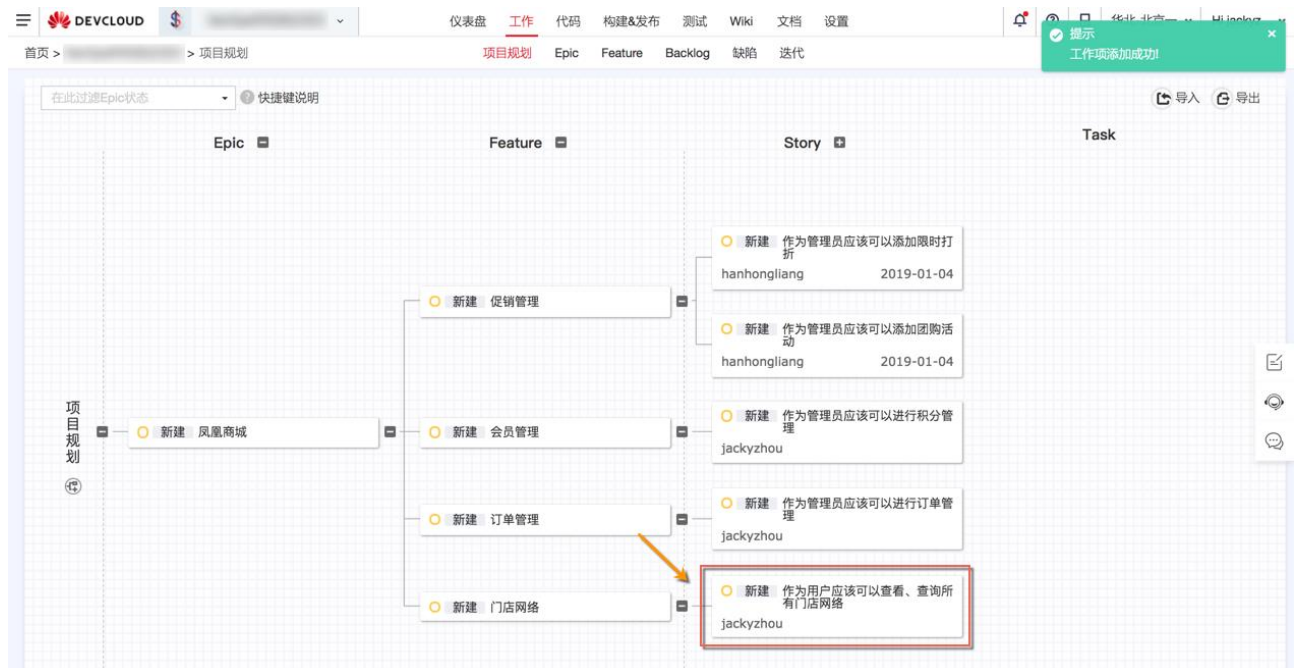 DEVCLOUD $ 仪表盘 工作 代码 构建&发布 测试 Wiki 文档 设置
提示
工作项添加成功!
首页 > > 项目规划 项目规划 Epic Feature Backlog 缺陷 迭代
在此过滤Epic状态 快捷键说明 导入 导出
Epic Feature Story Task
新建 作为管理员应该可以添加限时打
折
hanhongliang 2019-01-04
新建 促销管理
新建 作为管理员应该可以添加团购活
动
hanhongliang 2019-01-04
项目规划
新建 凤凰商城
新建 会员管理
新建 作为管理员应该可以进行积分管
理
jackyzhou
新建 订单管理
新建 作为管理员应该可以进行订单管
理
jackyzhou
新建 门店网络
新建 作为用户应该可以查看、查询所
有门店网络
jackyzhou